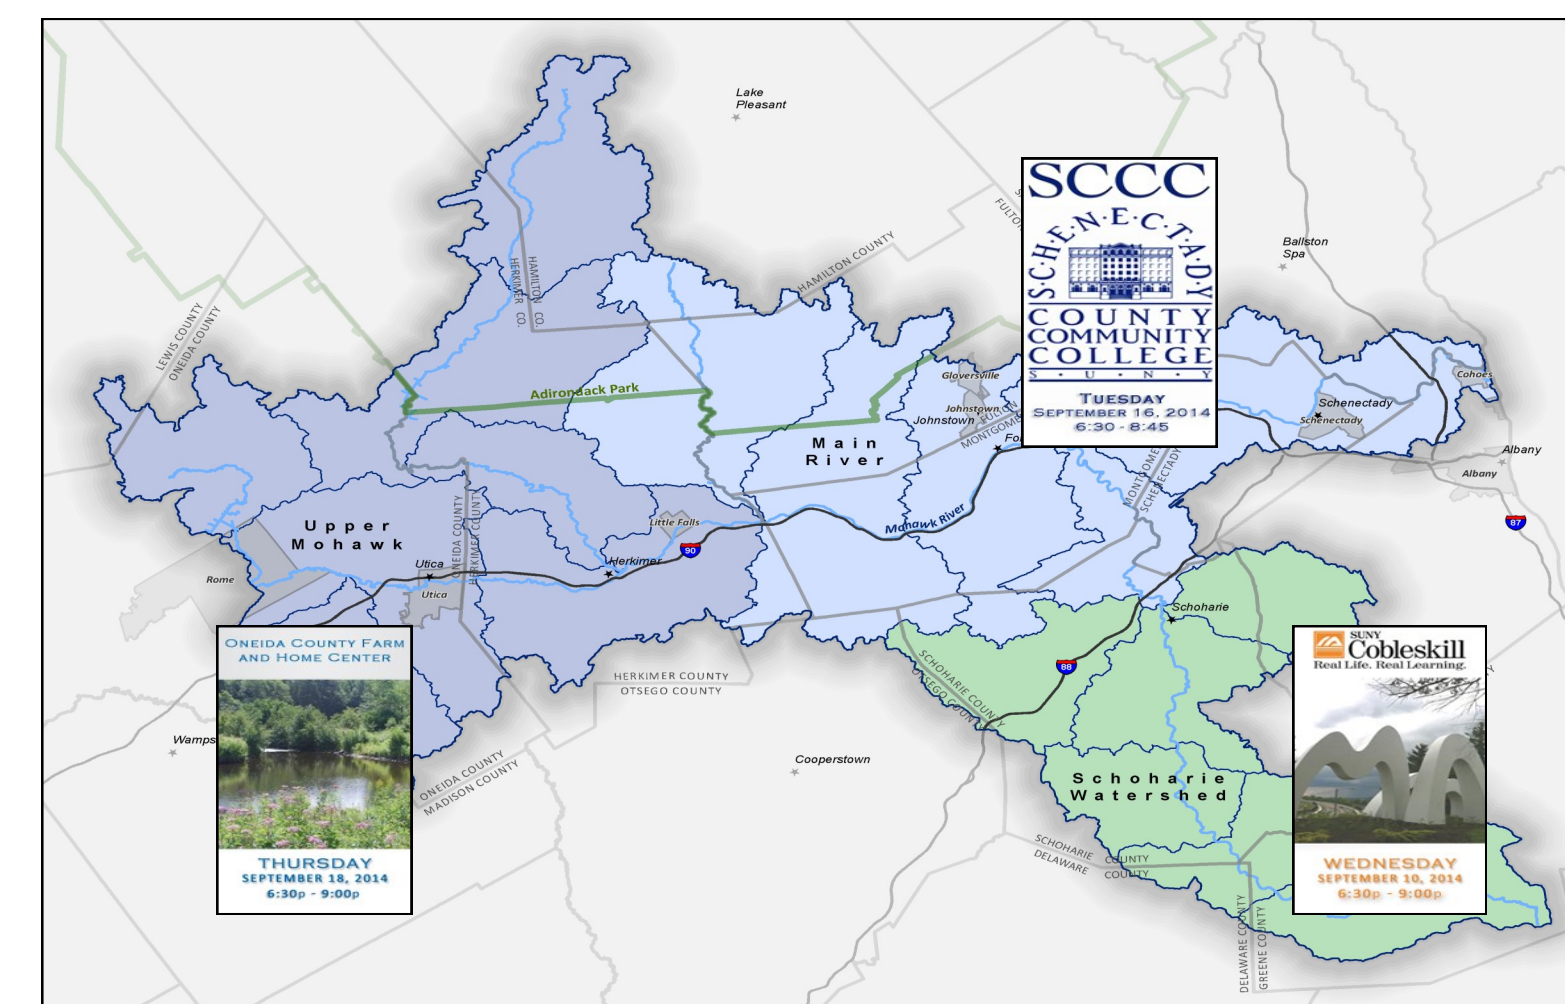 Lake
Pleasant
SCCC
SCHENECTADY
COUNTY
COMMUNITY
COLLEGE
S·U·N·Y
TUESDAY
SEPTEMBER 16, 2014
6:30 - 8:45
HAMILTON COUNTY
Ballston
Spa
HAMILTON CO.
HERKIMER CO.
LEWIS COUNTY
ONEIDA COUNTY
Adirondack Park
Gloversville
Johnstown
Johnstown
FULTON
MONTGOME
Cohoes
Schenectady
Schenectady
Main
River
Albany
Albany
MONTGOME
SCHENECTADY
Upper
Mohawk
ONEIDA COUNTY
HERKIMER COUNTY
Little Falls
Mohawk River
87
90
Utica
Utica
Herkimer
Rome
Schoharie
ONEIDA COUNTY FARM
AND HOME CENTER
THURSDAY
SEPTEMBER 18, 2014
6:30p - 9:00p
SUNY
Cobleskill
Real Life. Real Learning.
WEDNESDAY
SEPTEMBER 10, 2014
6:30p - 9:00p
88
SCHOHARIE COUNTY
OTSEGO COUNTY
HERKIMER COUNTY
OTSEGO COUNTY
Wamps
Cooperstown
ONEIDA COUNTY
MADISON COUNTY
Schoharie
Watershed
SCHOHARIE COUNTY
DELAWARE COUNTY
DELAWARE COUNTY
GREENE COUNTY